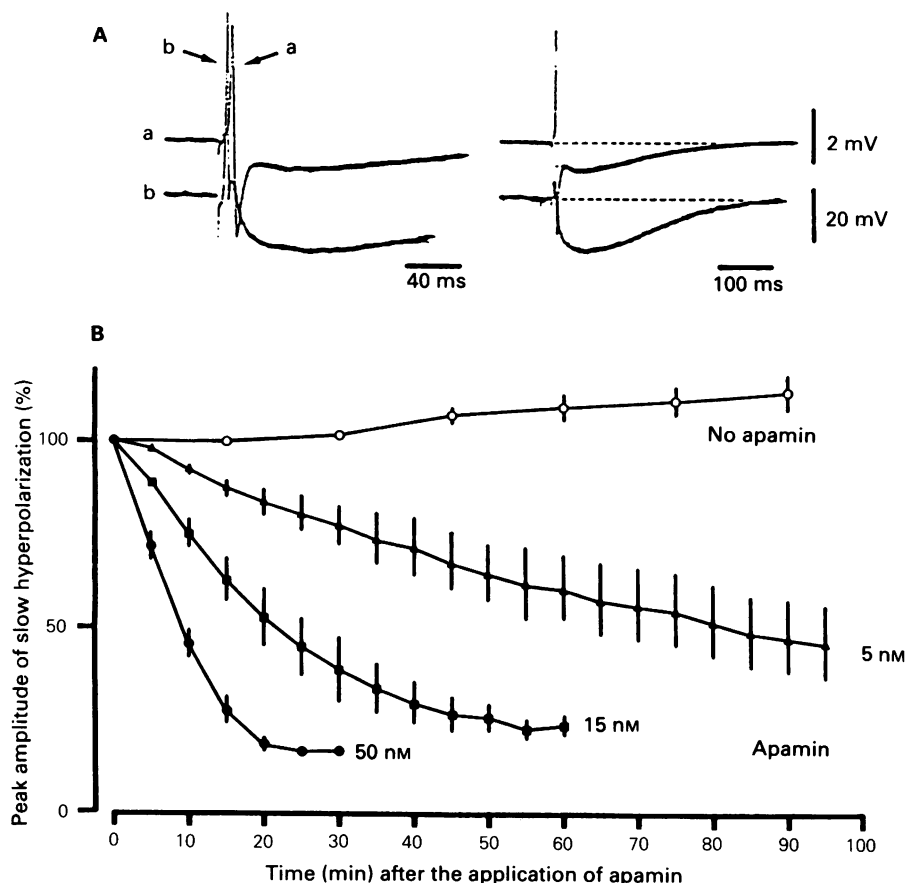 A
b
a
a
b
2 mV
20 mV
40 ms
100 ms
B
Peak amplitude of slow hyperpolarization (%)
100
50
0
No apamin
5 nM
15 nM
50 nM
Apamin
0 10 20 30 40 50 60 70 80 90 100
Time (min) after the application of apamin